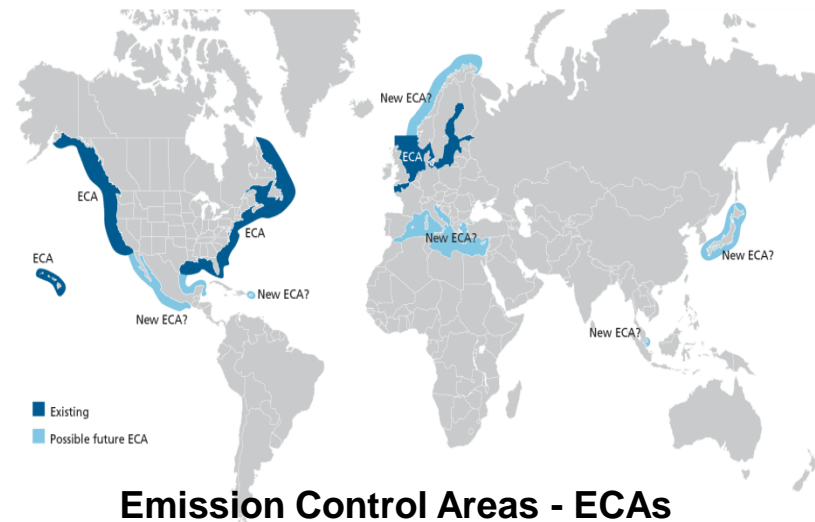 New ECA?
ECA
ECA
ECA
New ECA?
ECA
New ECA?
New ECA?
New ECA?
New ECA?
Existing
Possible future ECA
Emission Control Areas - ECAs